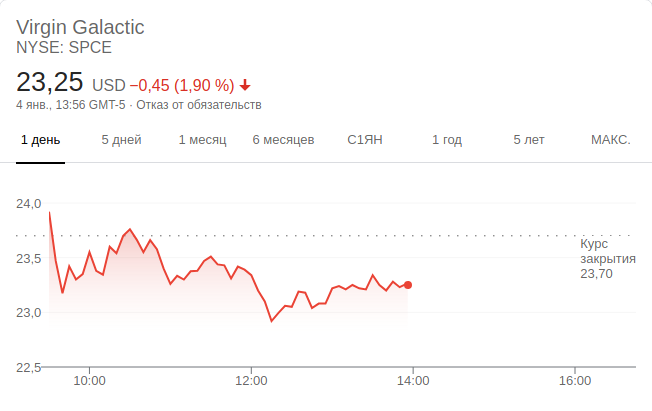 Virgin Galactic
NYSE: SPCE
23,25 USD −0,45 (1,90 %)
4 янв., 13:56 GMT-5 · Отказ от обязательств
1 день 5 дней 1 месяц 6 месяцев С1ЯН 1 год 5 лет МАКС.
24,0
Курс
23,5 закрытия
23,70
23,0
22,5
10:00 12:00 14:00 16:00